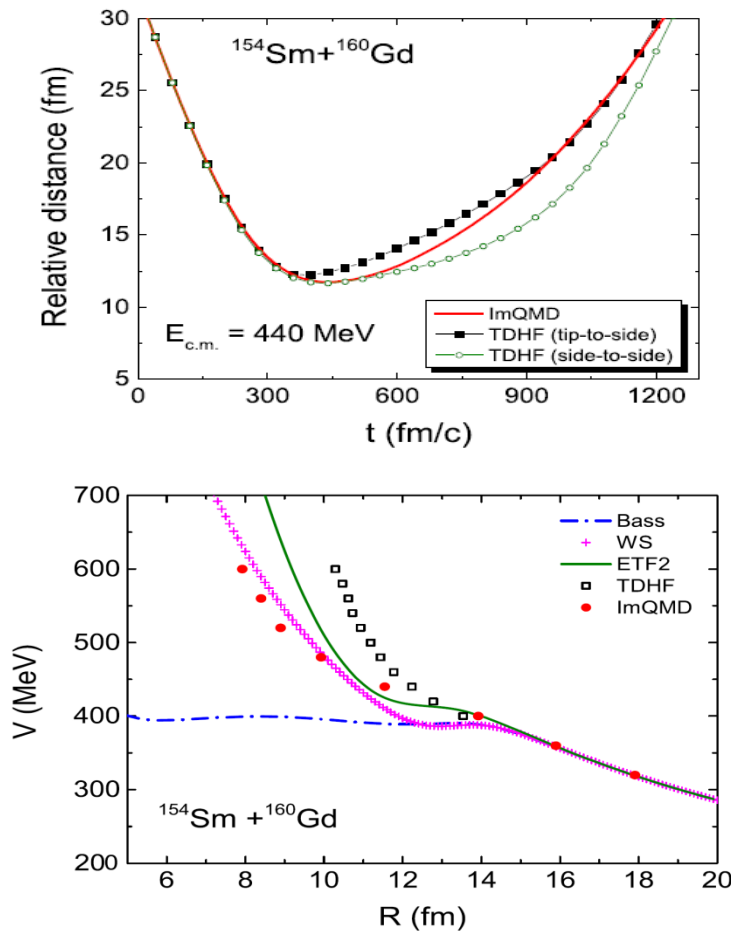 30
25
20
15
10
5
Relative distance (fm)
¹⁵⁴Sm+¹⁶⁰Gd
E_c.m. = 440 MeV
ImQMD
TDHF (tip-to-side)
TDHF (side-to-side)
0 300 600 900 1200
t (fm/c)
700
600
500
400
300
200
V (MeV)
Bass
WS
ETF2
TDHF
ImQMD
¹⁵⁴Sm +¹⁶⁰Gd
6 8 10 12 14 16 18 20
R (fm)